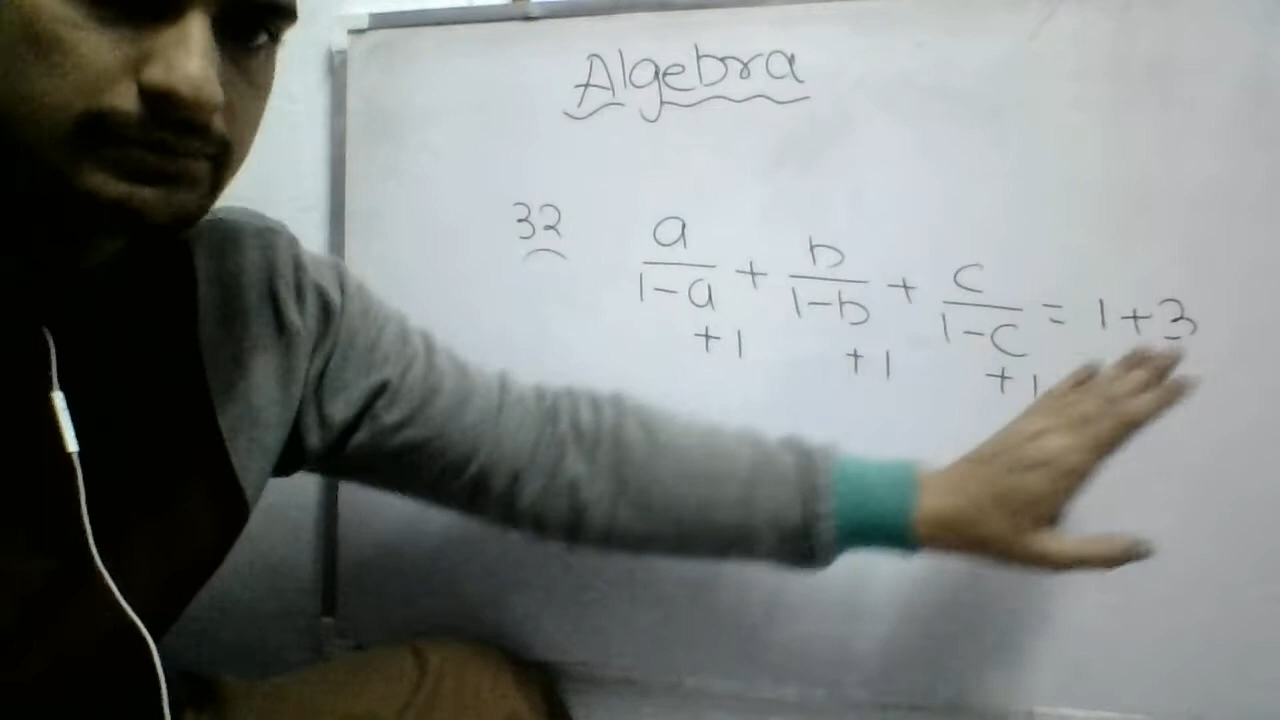 Algebra
32 a/1-a + b/1-b + c/1-c = 1+3
+1 +1 +1